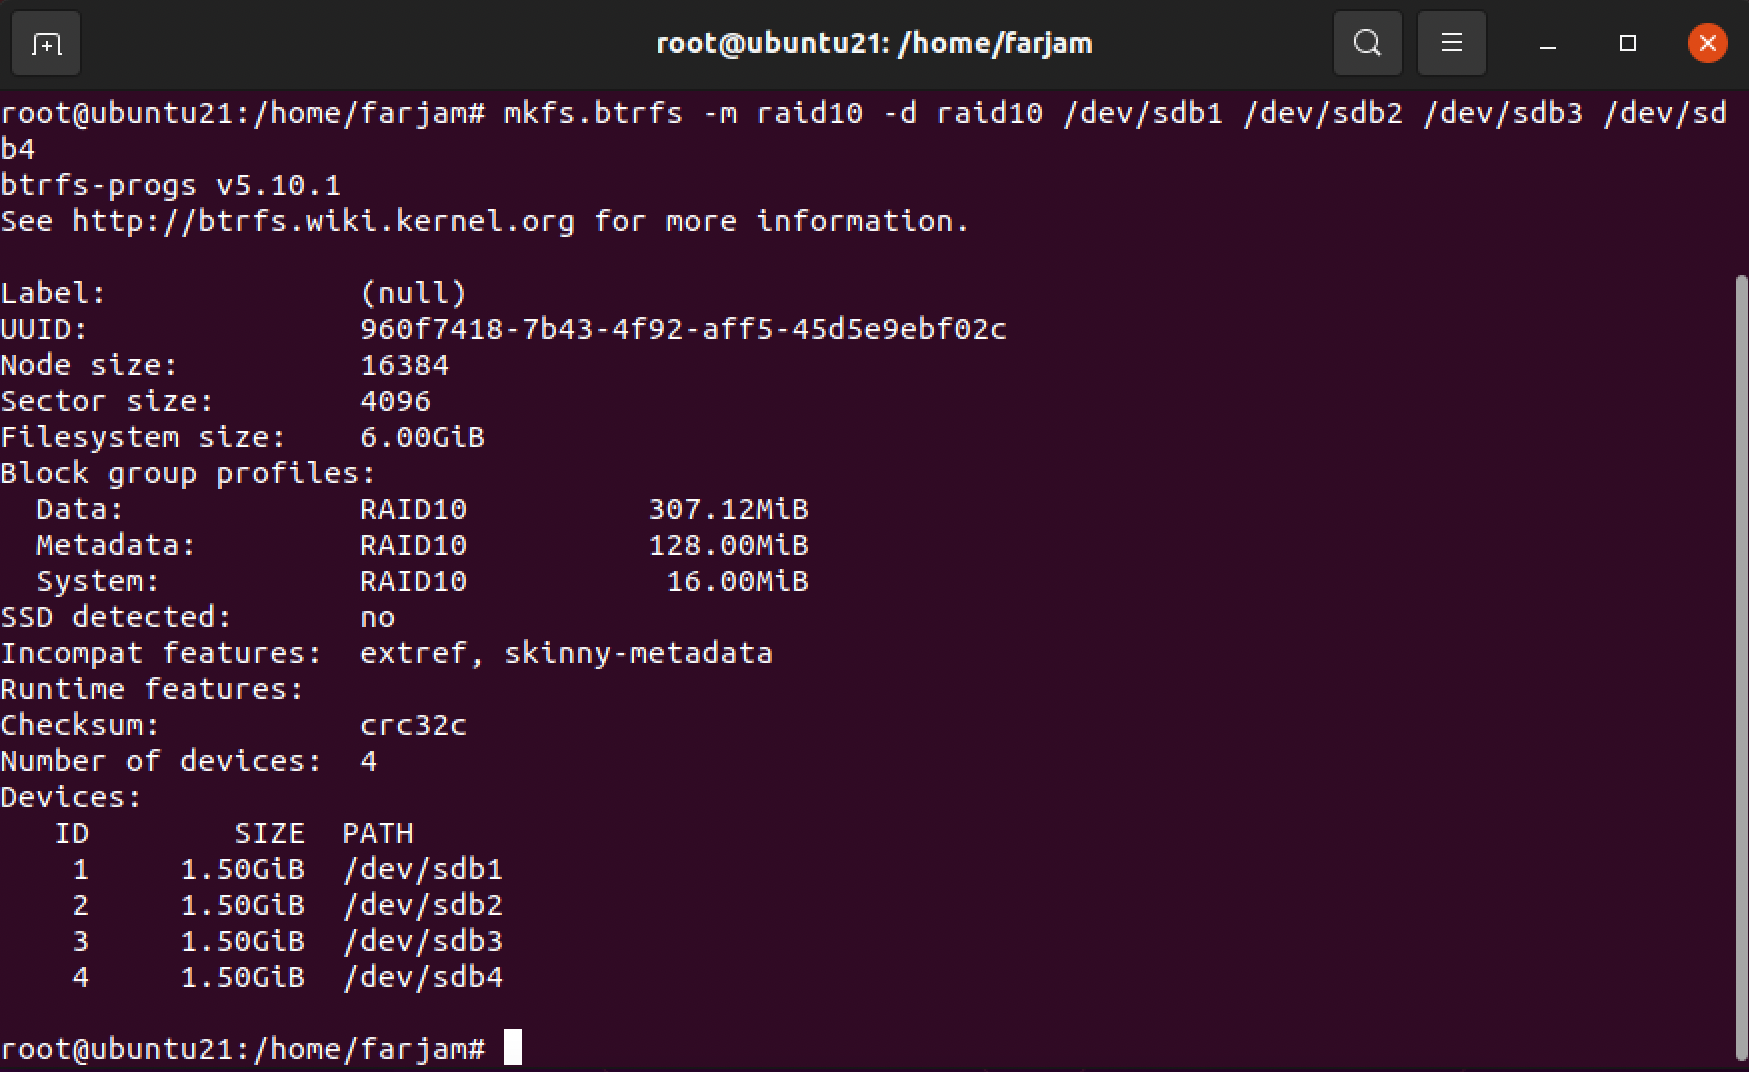 root@ubuntu21: /home/farjam
root@ubuntu21:/home/farjam# mkfs.btrfs -m raid10 -d raid10 /dev/sdb1 /dev/sdb2 /dev/sdb3 /dev/sd
b4
btrfs-progs v5.10.1
See http://btrfs.wiki.kernel.org for more information.

Label:              (null)
UUID:               960f7418-7b43-4f92-aff5-45d5e9ebf02c
Node size:          16384
Sector size:        4096
Filesystem size:    6.00GiB
Block group profiles:
  Data:             RAID10          307.12MiB
  Metadata:         RAID10          128.00MiB
  System:           RAID10           16.00MiB
SSD detected:       no
Incompat features:  extref, skinny-metadata
Runtime features:
Checksum:           crc32c
Number of devices:  4
Devices:
   ID        SIZE  PATH
    1     1.50GiB  /dev/sdb1
    2     1.50GiB  /dev/sdb2
    3     1.50GiB  /dev/sdb3
    4     1.50GiB  /dev/sdb4

root@ubuntu21:/home/farjam#